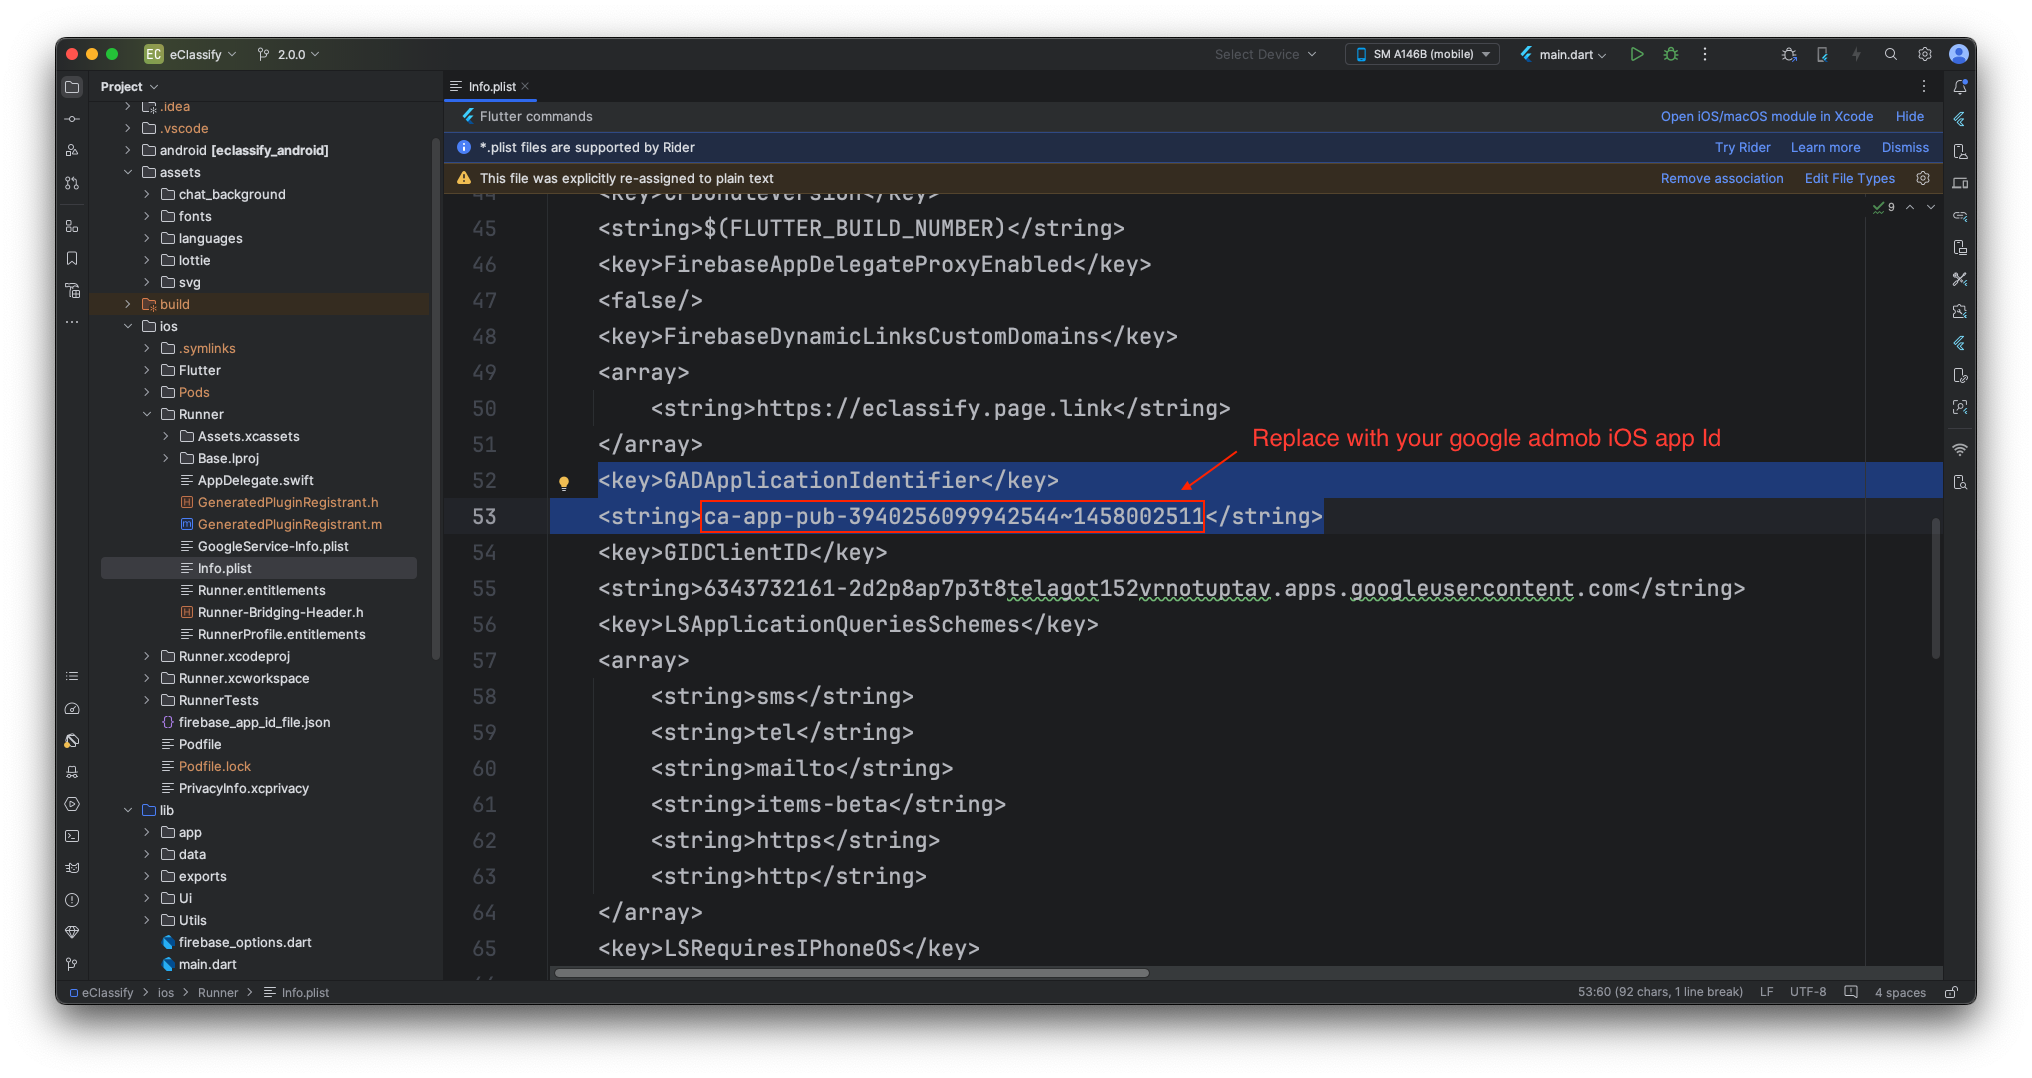 EC eClassify 2.0.0 Select Device SM A146B (mobile) main.dart
Project
.idea
.vscode
android [eclassify_android]
assets
chat_background
fonts
languages
lottie
svg
build
ios
.symlinks
Flutter
Pods
Runner
Assets.xcassets
Base.lproj
AppDelegate.swift
GeneratedPluginRegistrant.h
GeneratedPluginRegistrant.m
GoogleService-Info.plist
Info.plist
Runner.entitlements
Runner-Bridging-Header.h
RunnerProfile.entitlements
Runner.xcodeproj
Runner.xcworkspace
RunnerTests
firebase_app_id_file.json
Podfile
Podfile.lock
PrivacyInfo.xcprivacy
lib
app
data
exports
Ui
Utils
firebase_options.dart
main.dart
Info.plist
Flutter commands Open iOS/macOS module in Xcode Hide
*.plist files are supported by Rider Try Rider Learn more Dismiss
This file was explicitly re-assigned to plain text Remove association Edit File Types
9
44 <key>CFBundleVersion</key>
45 <string>$(FLUTTER_BUILD_NUMBER)</string>
46 <key>FirebaseAppDelegateProxyEnabled</key>
47 <false/>
48 <key>FirebaseDynamicLinksCustomDomains</key>
49 <array>
50 <string>https://eclassify.page.link</string>
51 </array>
Replace with your google admob iOS app Id
52 <key>GADApplicationIdentifier</key>
53 <string>ca-app-pub-3940256099942544~1458002511</string>
54 <key>GIDClientID</key>
55 <string>6343732161-2d2p8ap7p3t8telagot152vrnotuptav.apps.googleusercontent.com</string>
56 <key>LSApplicationQueriesSchemes</key>
57 <array>
58 <string>sms</string>
59 <string>tel</string>
60 <string>mailto</string>
61 <string>items-beta</string>
62 <string>https</string>
63 <string>http</string>
64 </array>
65 <key>LSRequiresIPhoneOS</key>
eClassify > ios > Runner > Info.plist 53:60 (92 chars, 1 line break) LF UTF-8 4 spaces